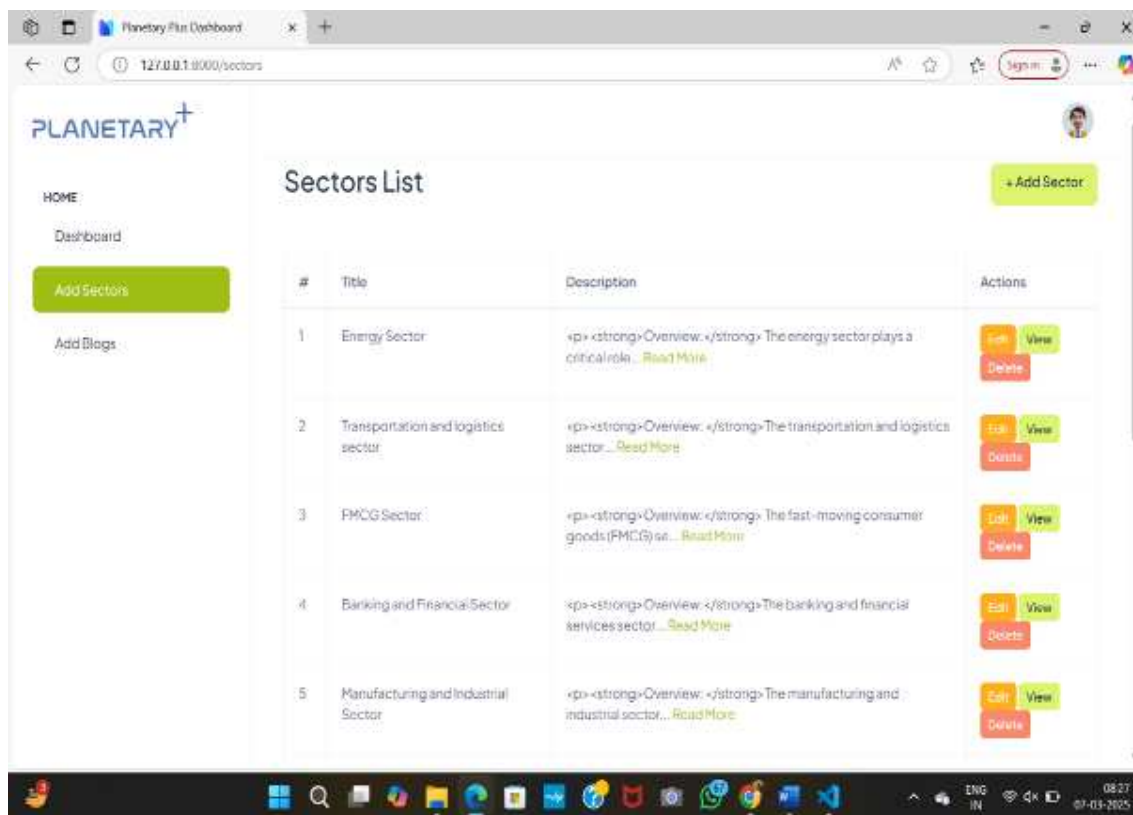 Planetary Plus Dashboard
127.0.0.1:8000/sectors
Sign in
PLANETARY+
HOME
Dashboard
Add Sectors
Add Blogs
Sectors List
+ Add Sector
# Title Description Actions
1 Energy Sector <p><strong>Overview:</strong> The energy sector plays a
critical role... Read More
Edit View
Delete
2 Transportation and logistics
sector
<p><strong>Overview: </strong>The transportation and logistics
sector... Read More
Edit View
Delete
3 FMCG Sector <p><strong>Overview:</strong> The fast-moving consumer
goods (FMCG) se... Read More
Edit View
Delete
4 Banking and Financial Sector <p><strong>Overview: </strong>The banking and financial
services sector... Read More
Edit View
Delete
5 Manufacturing and Industrial
Sector
<p><strong>Overview: </strong>The manufacturing and
industrial sector... Read More
Edit View
Delete
ENG
IN
08:27
07-03-2025